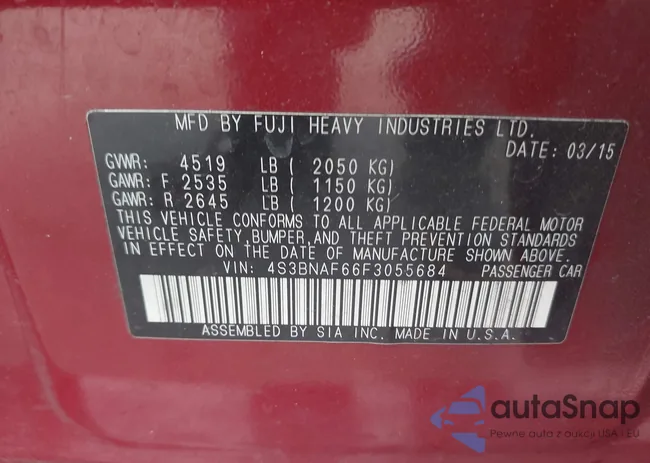 MFD BY FUJI HEAVY INDUSTRIES LTD.
DATE: 03/15
GVWR: 4519 LB ( 2050 KG)
GAWR: F 2535 LB ( 1150 KG)
GAWR: R 2645 LB ( 1200 KG)
THIS VEHICLE CONFORMS TO ALL APPLICABLE FEDERAL MOTOR
VEHICLE SAFETY, BUMPER, AND THEFT PREVENTION STANDARDS
IN EFFECT ON THE DATE OF MANUFACTURE SHOWN ABOVE.
VIN: 4S3BNAF66F3055684 PASSENGER CAR
ASSEMBLED BY SIA INC. MADE IN U.S.A.
autaSnap
Pewne auta z aukcji USA - EU